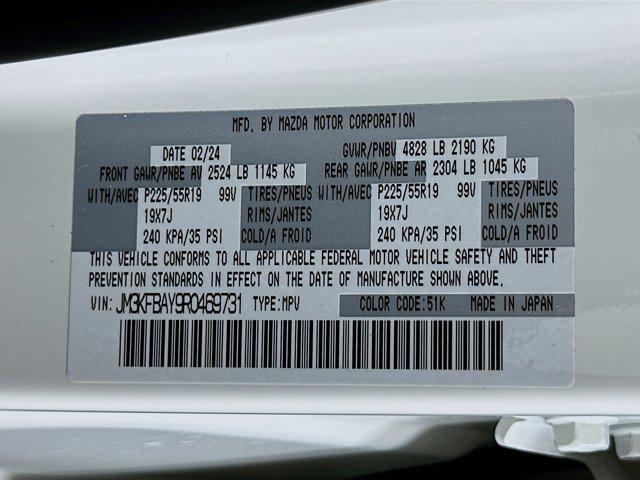 MFD. BY MAZDA MOTOR CORPORATION
DATE 02/24 GVWR/PNBV 4828 LB 2190 KG
FRONT GAWR/PNBE AV 2524 LB 1145 KG REAR GAWR/PNBE AR 2304 LB 1045 KG
WITH/AVEC P225/55R19 99V TIRES/PNEUS WITH/AVEC P225/55R19 99V TIRES/PNEUS
19X7J RIMS/JANTES 19X7J RIMS/JANTES
240 KPA/35 PSI COLD/A FROID 240 KPA/35 PSI COLD/A FROID
THIS VEHICLE CONFORMS TO ALL APPLICABLE FEDERAL MOTOR VEHICLE SAFETY AND THEFT
PREVENTION STANDARDS IN EFFECT ON THE DATE OF MANUFACTURE SHOWN ABOVE.
VIN: JM3KFBAY9R0469731 TYPE:MPV COLOR CODE:51K MADE IN JAPAN